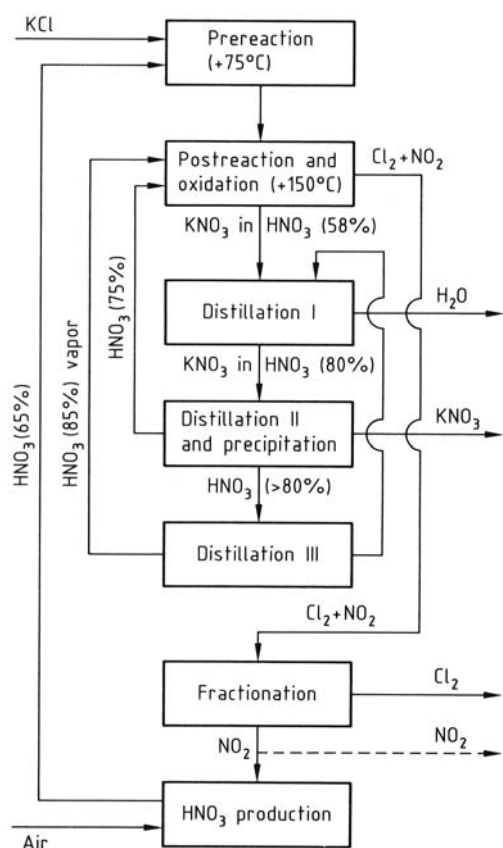 KCl
Prereaction
(+75°C)
Postreaction and
oxidation (+150°C)
Cl₂+NO₂
KNO₃ in HNO₃ (58%)
HNO₃ (75%)
HNO₃ (85%) vapor
HNO₃ (65%)
Distillation I
H₂O
KNO₃ in HNO₃ (80%)
Distillation II
and precipitation
KNO₃
HNO₃ (>80%)
Distillation III
Cl₂+NO₂
Fractionation
Cl₂
NO₂
NO₂
HNO₃ production
Air